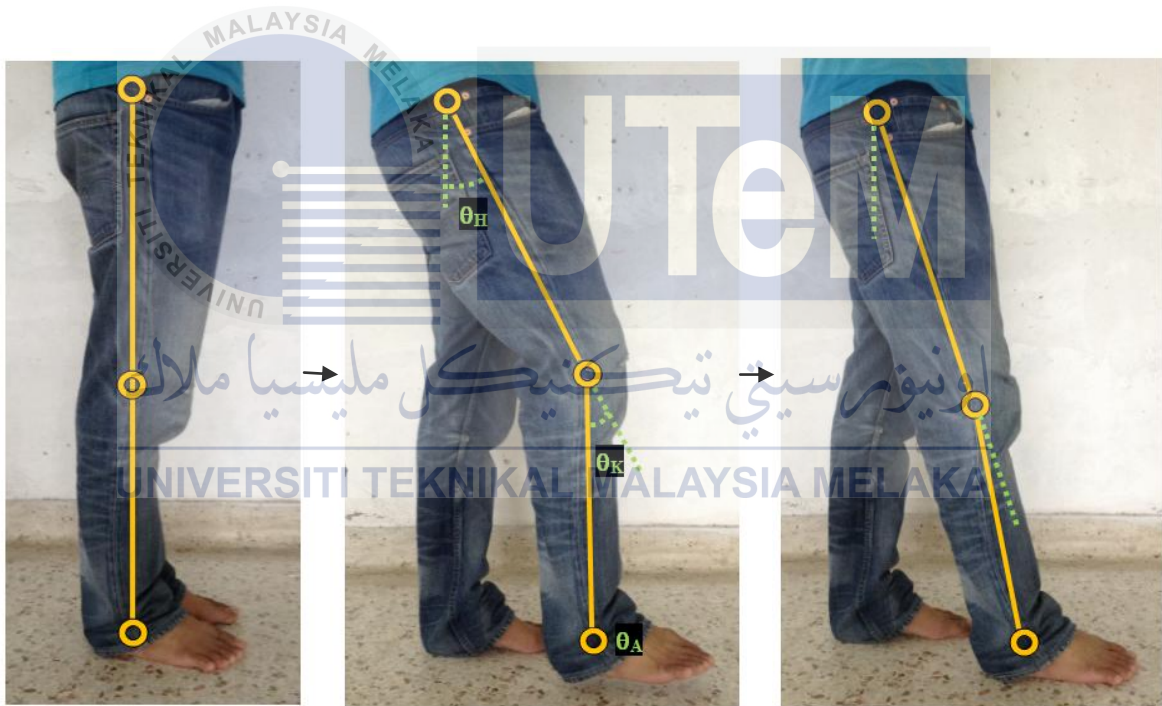 UNIVERSITI TEKNIKAL MALAYSIA MELAKA
UTeM
θH
اونيۏرسيتي تيكنيكل مليسيا ملاك
θK
UNIVERSITI TEKNIKAL MALAYSIA MELAKA
θA